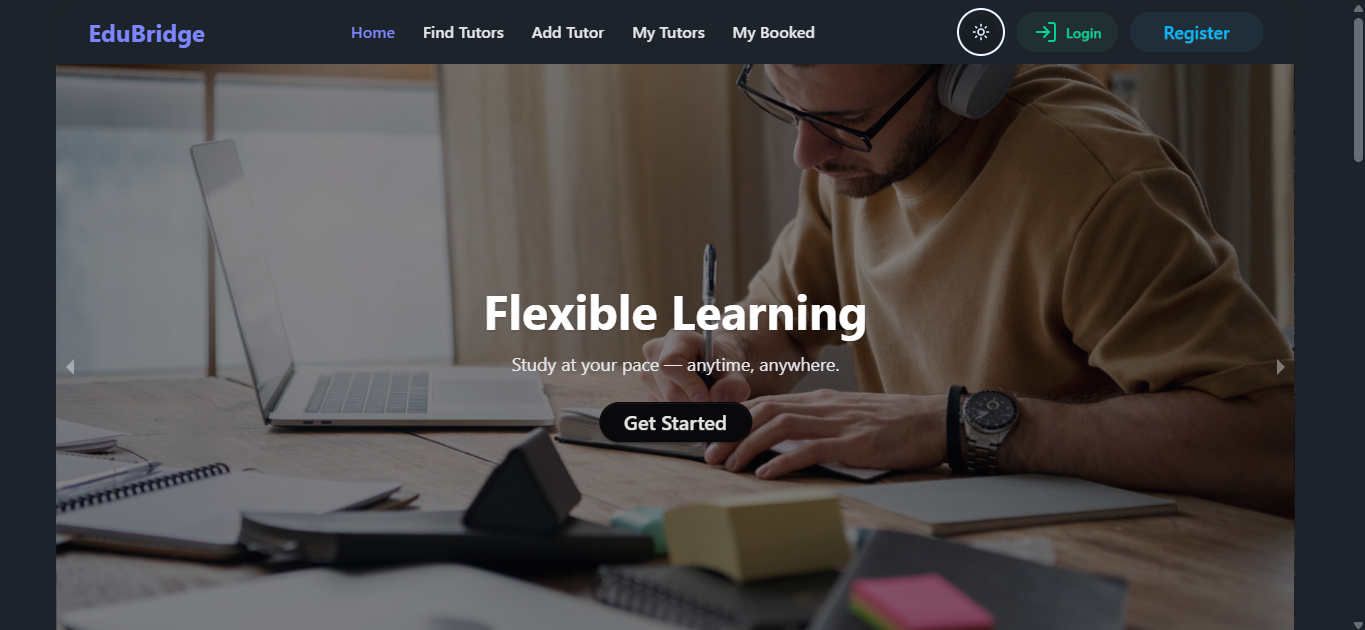 EduBridge
Home Find Tutors Add Tutor My Tutors My Booked
Login
Register
Flexible Learning
Study at your pace — anytime, anywhere.
Get Started